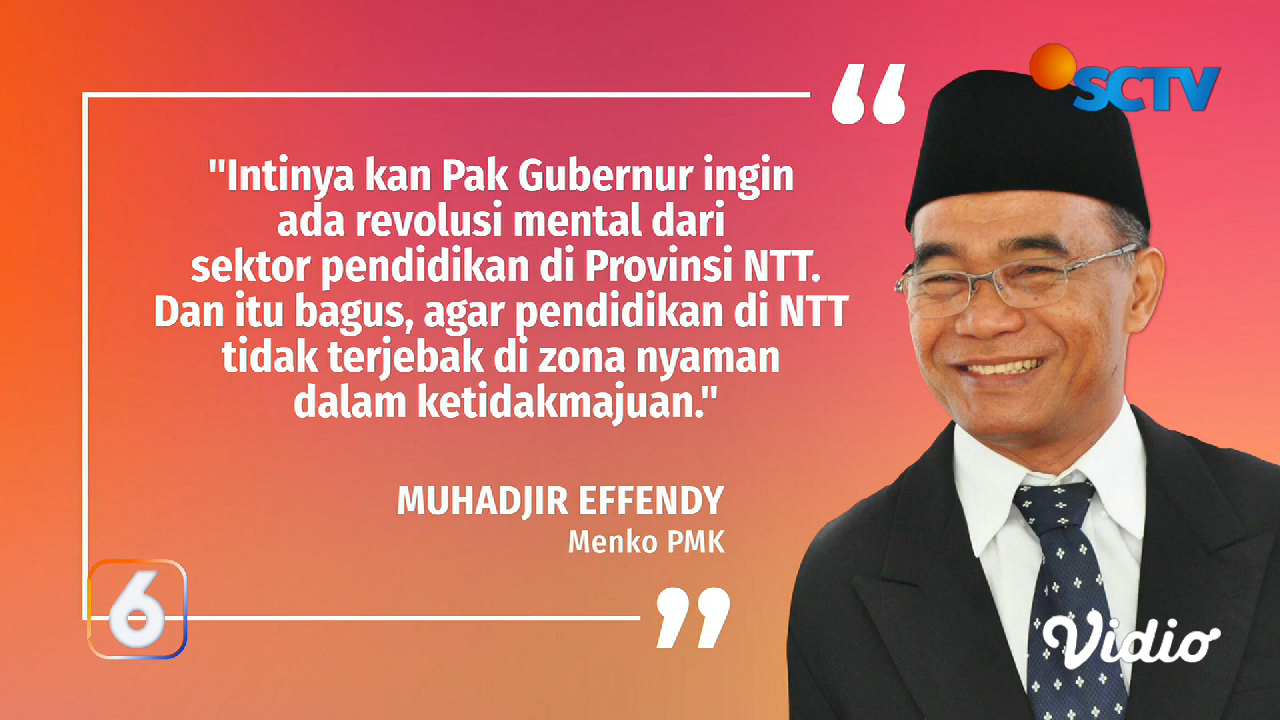 SCTV
"Intinya kan Pak Gubernur ingin
ada revolusi mental dari
sektor pendidikan di Provinsi NTT.
Dan itu bagus, agar pendidikan di NTT
tidak terjebak di zona nyaman
dalam ketidakmajuan."
MUHADJIR EFFENDY
Menko PMK
6
Vidio